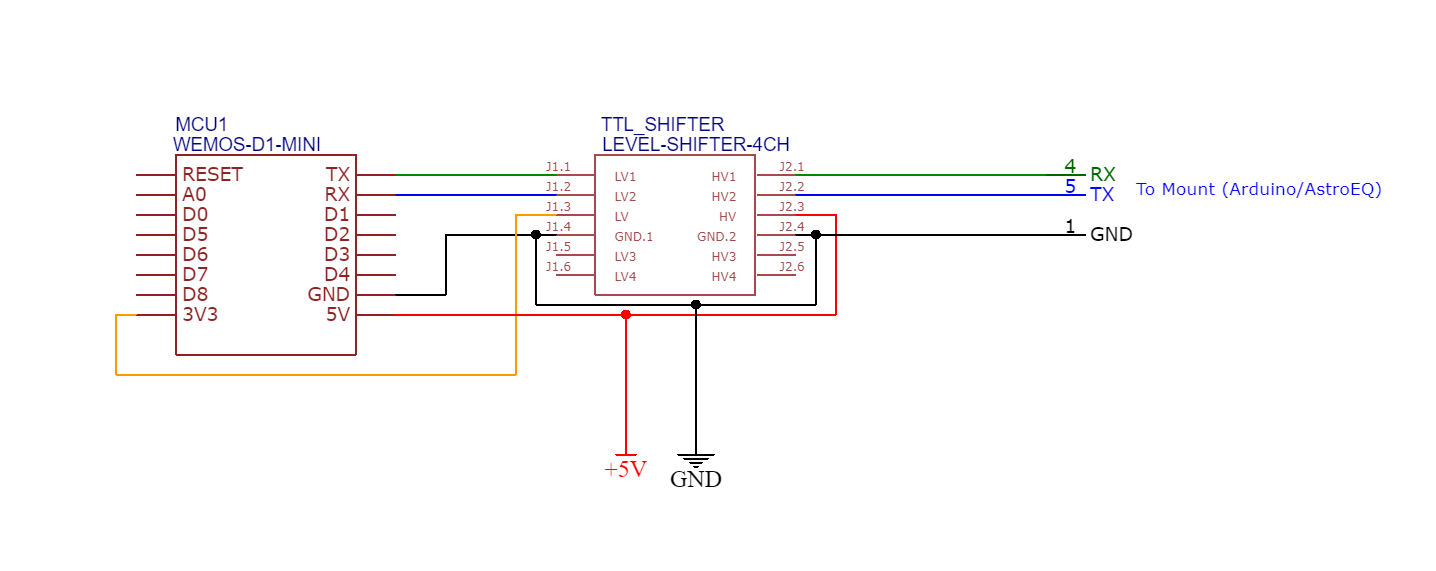 MCU1
WEMOS-D1-MINI
RESET
A0
D0
D5
D6
D7
D8
3V3
TX
RX
D1
D2
D3
D4
GND
5V
TTL_SHIFTER
LEVEL-SHIFTER-4CH
J1.1
J1.2
J1.3
J1.4
J1.5
J1.6
LV1
LV2
LV
GND.1
LV3
LV4
HV1
HV2
HV
GND.2
HV3
HV4
J2.1
J2.2
J2.3
J2.4
J2.5
J2.6
4 RX
5 TX
1 GND
To Mount (Arduino/AstroEQ)
+5V
GND